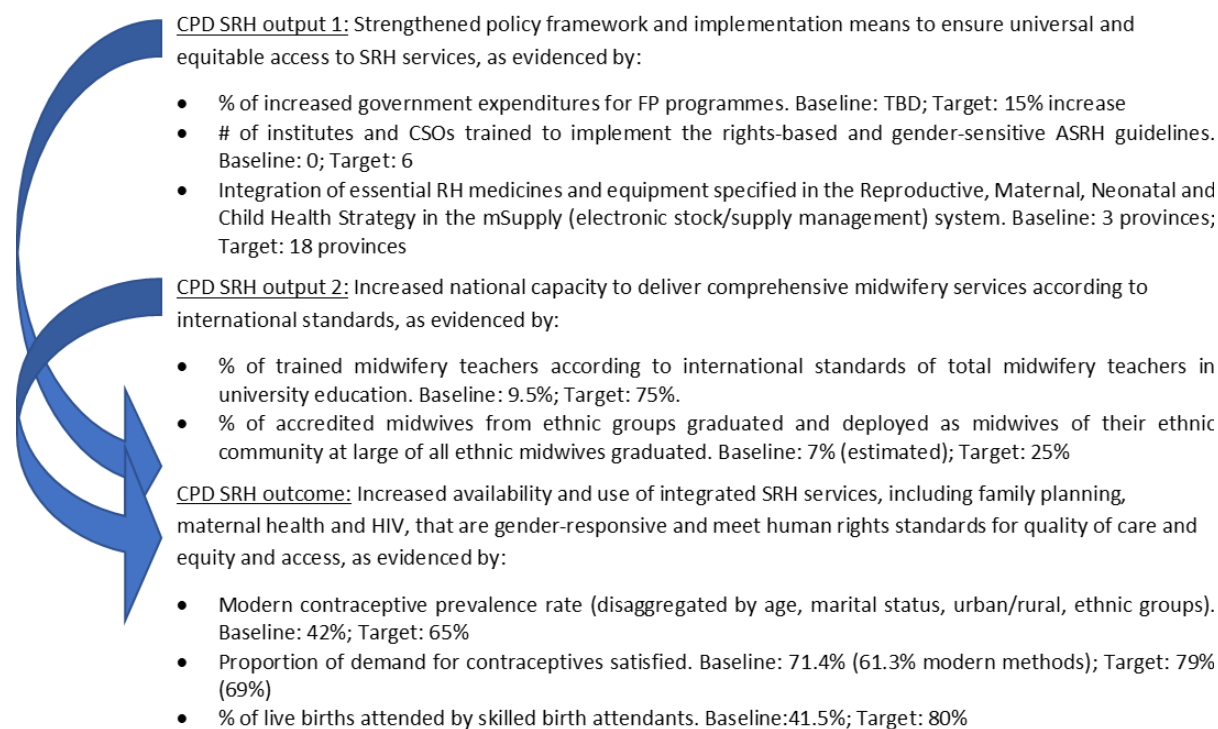 CPD SRH output 1: Strengthened policy framework and implementation means to ensure universal and
equitable access to SRH services, as evidenced by:
• % of increased government expenditures for FP programmes. Baseline: TBD; Target: 15% increase
• # of institutes and CSOs trained to implement the rights-based and gender-sensitive ASRH guidelines.
Baseline: 0; Target: 6
• Integration of essential RH medicines and equipment specified in the Reproductive, Maternal, Neonatal and
Child Health Strategy in the mSupply (electronic stock/supply management) system. Baseline: 3 provinces;
Target: 18 provinces
CPD SRH output 2: Increased national capacity to deliver comprehensive midwifery services according to
international standards, as evidenced by:
• % of trained midwifery teachers according to international standards of total midwifery teachers in
university education. Baseline: 9.5%; Target: 75%.
• % of accredited midwives from ethnic groups graduated and deployed as midwives of their ethnic
community at large of all ethnic midwives graduated. Baseline: 7% (estimated); Target: 25%
CPD SRH outcome: Increased availability and use of integrated SRH services, including family planning,
maternal health and HIV, that are gender-responsive and meet human rights standards for quality of care and
equity and access, as evidenced by:
• Modern contraceptive prevalence rate (disaggregated by age, marital status, urban/rural, ethnic groups).
Baseline: 42%; Target: 65%
• Proportion of demand for contraceptives satisfied. Baseline: 71.4% (61.3% modern methods); Target: 79%
(69%)
• % of live births attended by skilled birth attendants. Baseline:41.5%; Target: 80%